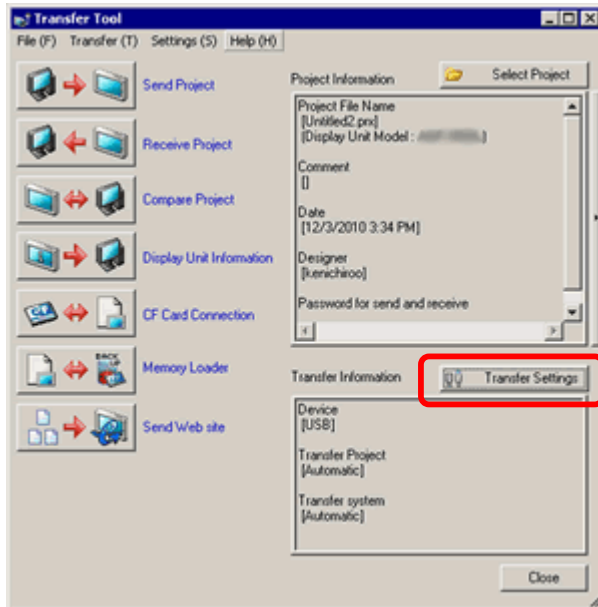 Transfer Tool
File (F) Transfer (T) Settings (S) Help (H)
Send Project
Receive Project
Compare Project
Display Unit Information
CF Card Connection
Memory Loader
Send Web site
Project Information
Select Project
Project File Name
[Untitled2.prx]
(Display Unit Model : )
Comment
[]
Date
[12/3/2010 3:34 PM]
Designer
[kenichiroo]
Password for send and receive
Transfer Information
Transfer Settings
Device
[USB]
Transfer Project
[Automatic]
Transfer system
[Automatic]
Close